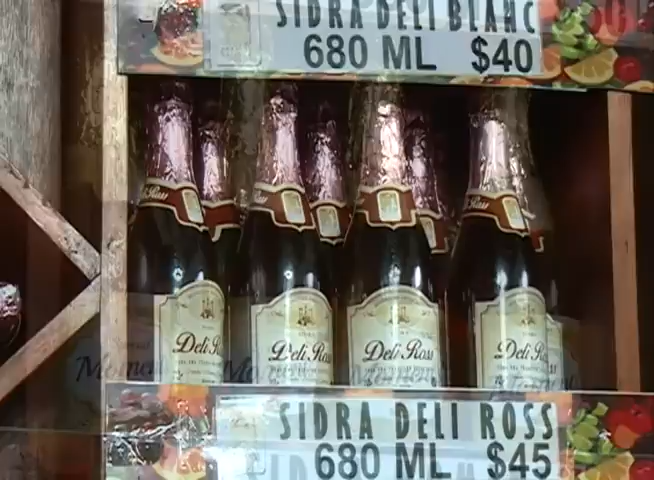 SIDRA DELI BLANC
680 ML $40
Deli Ross
Deli Ross
Deli Ross
Deli Ross
Moment
SIDRA DELI ROSS
680 ML $45